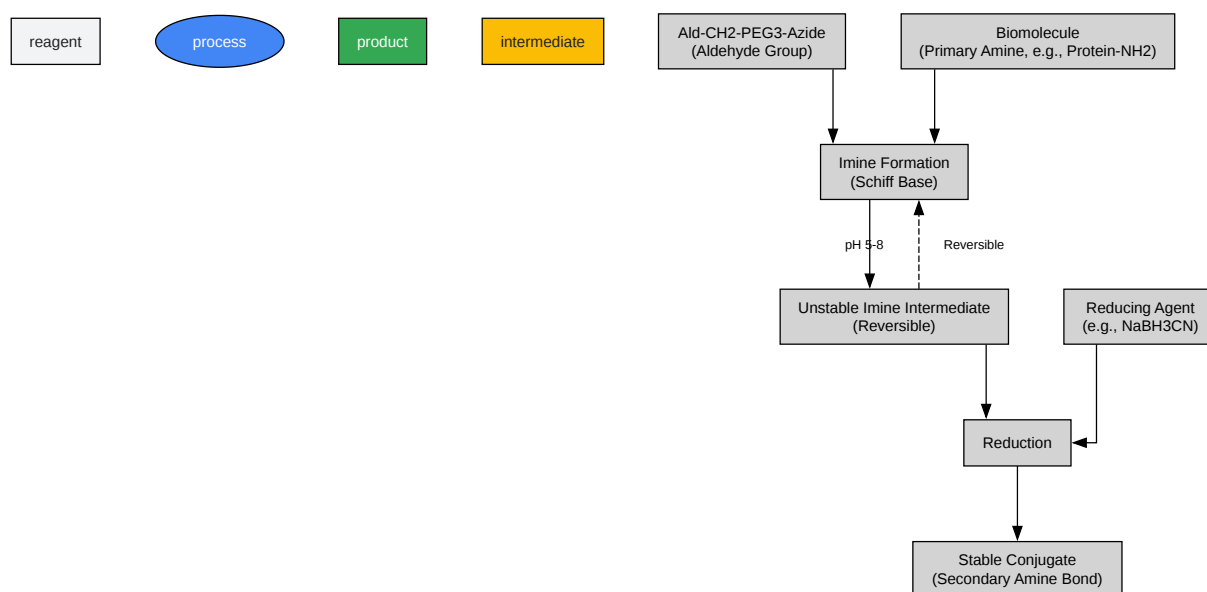 reagent
process
product
intermediate
Ald-CH2-PEG3-Azide
(Aldehyde Group)
Biomolecule
(Primary Amine, e.g., Protein-NH2)
Imine Formation
(Schiff Base)
pH 5-8
Reversible
Unstable Imine Intermediate
(Reversible)
Reducing Agent
(e.g., NaBH3CN)
Reduction
Stable Conjugate
(Secondary Amine Bond)